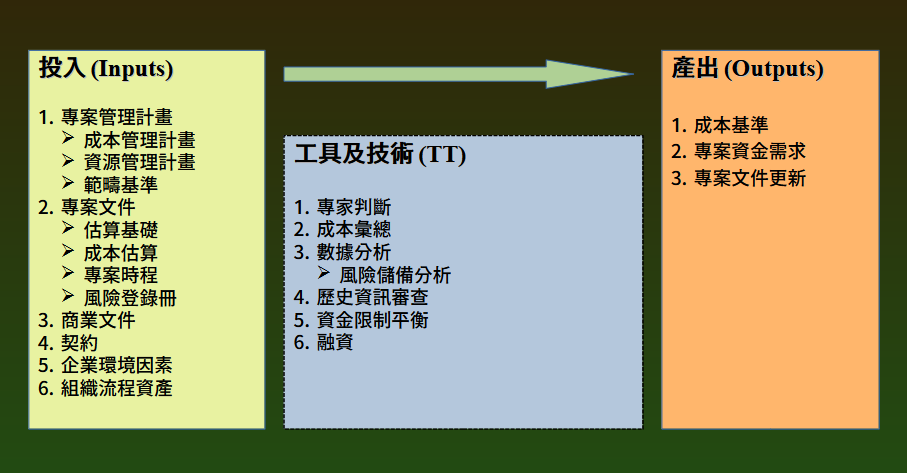 投入 (Inputs)
1. 專案管理計畫
➢ 成本管理計畫
➢ 資源管理計畫
➢ 範疇基準
2. 專案文件
➢ 估算基礎
➢ 成本估算
➢ 專案時程
➢ 風險登錄冊
3. 商業文件
4. 契約
5. 企業環境因素
6. 組織流程資產
工具及技術 (TT)
1. 專家判斷
2. 成本彙總
3. 數據分析
➢ 風險儲備分析
4. 歷史資訊審查
5. 資金限制平衡
6. 融資
產出 (Outputs)
1. 成本基準
2. 專案資金需求
3. 專案文件更新